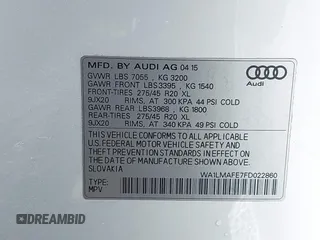 MFD. BY AUDI AG 04.15
GVWR LBS 7055 , KG 3200
GAWR FRONT LBS3395 , KG 1540
FRONT-TIRES 275/45 R20 XL
9JX20 RIMS, AT 300 KPA 44 PSI COLD
GAWR REAR LBS3968 , KG 1800
REAR-TIRES 275/45 R20 XL
9JX20 RIMS, AT 340 KPA 49 PSI COLD
Audi
THIS VEHICLE CONFORMS TO ALL APPLICABLE
FEDERAL MOTOR VEHICLE SAFETY AND THEFT
PREVENTION STANDARDS IN EFFECT ON THE
DATE OF MANUFACTURE SHOWN ABOVE.
SLOVAKIA
TYPE: WA1LMAFE7FD022860
MPV
DREAMBID